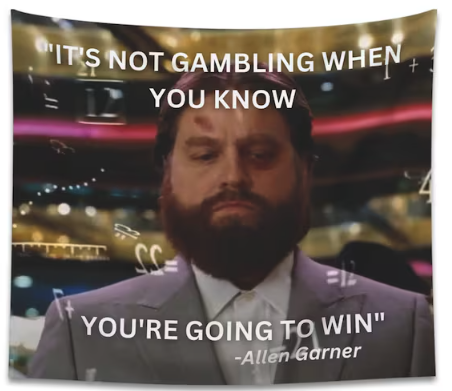 "IT'S NOT GAMBLING WHEN
YOU KNOW
YOU'RE GOING TO WIN"
-Allen Garner